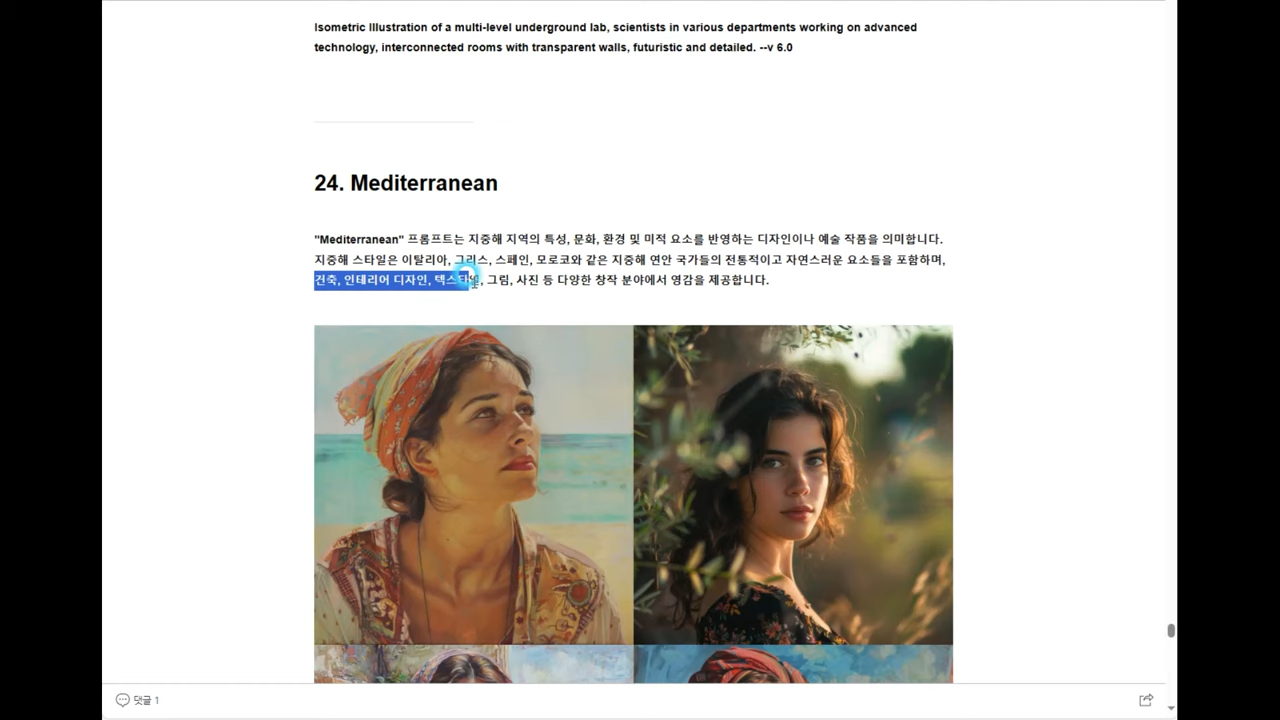 Isometric Illustration of a multi-level underground lab, scientists in various departments working on advanced
technology, interconnected rooms with transparent walls, futuristic and detailed. --v 6.0
24. Mediterranean
"Mediterranean" 프롬프트는 지중해 지역의 특성, 문화, 환경 및 미적 요소를 반영하는 디자인이나 예술 작품을 의미합니다.
지중해 스타일은 이탈리아, 그리스, 스페인, 모로코와 같은 지중해 연안 국가들의 전통적이고 자연스러운 요소들을 포함하며,
건축, 인테리어 디자인, 텍스타일, 그림, 사진 등 다양한 창작 분야에서 영감을 제공합니다.
댓글 1